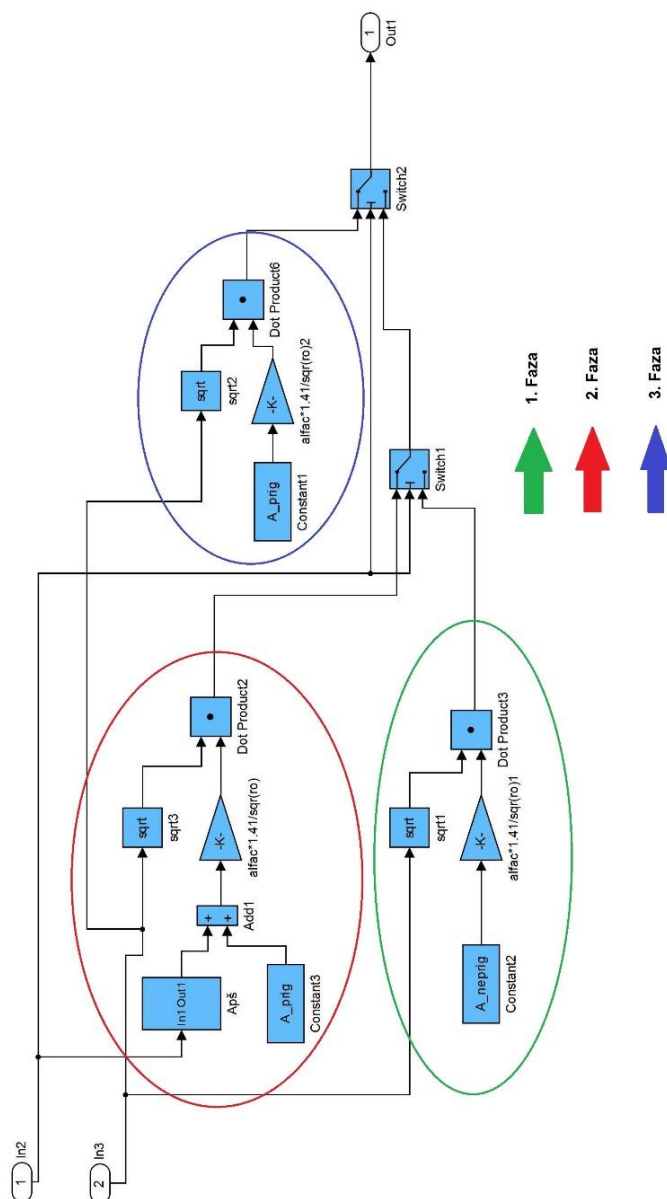 1
In2
2
In3
In1 Out1
Apš
A_prig
Constant3
+
+
Add1
sqrt
sqrt3
-K-
alfac*1.41/sqr(ro)
Dot Product2
A_neprig
Constant2
sqrt
sqrt1
-K-
alfac*1.41/sqr(ro)1
Dot Product3
A_prig
Constant1
sqrt
sqrt2
-K-
alfac*1.41/sqr(ro)2
Dot Product6
Switch1
Switch2
1
Out1
1. Faza
2. Faza
3. Faza